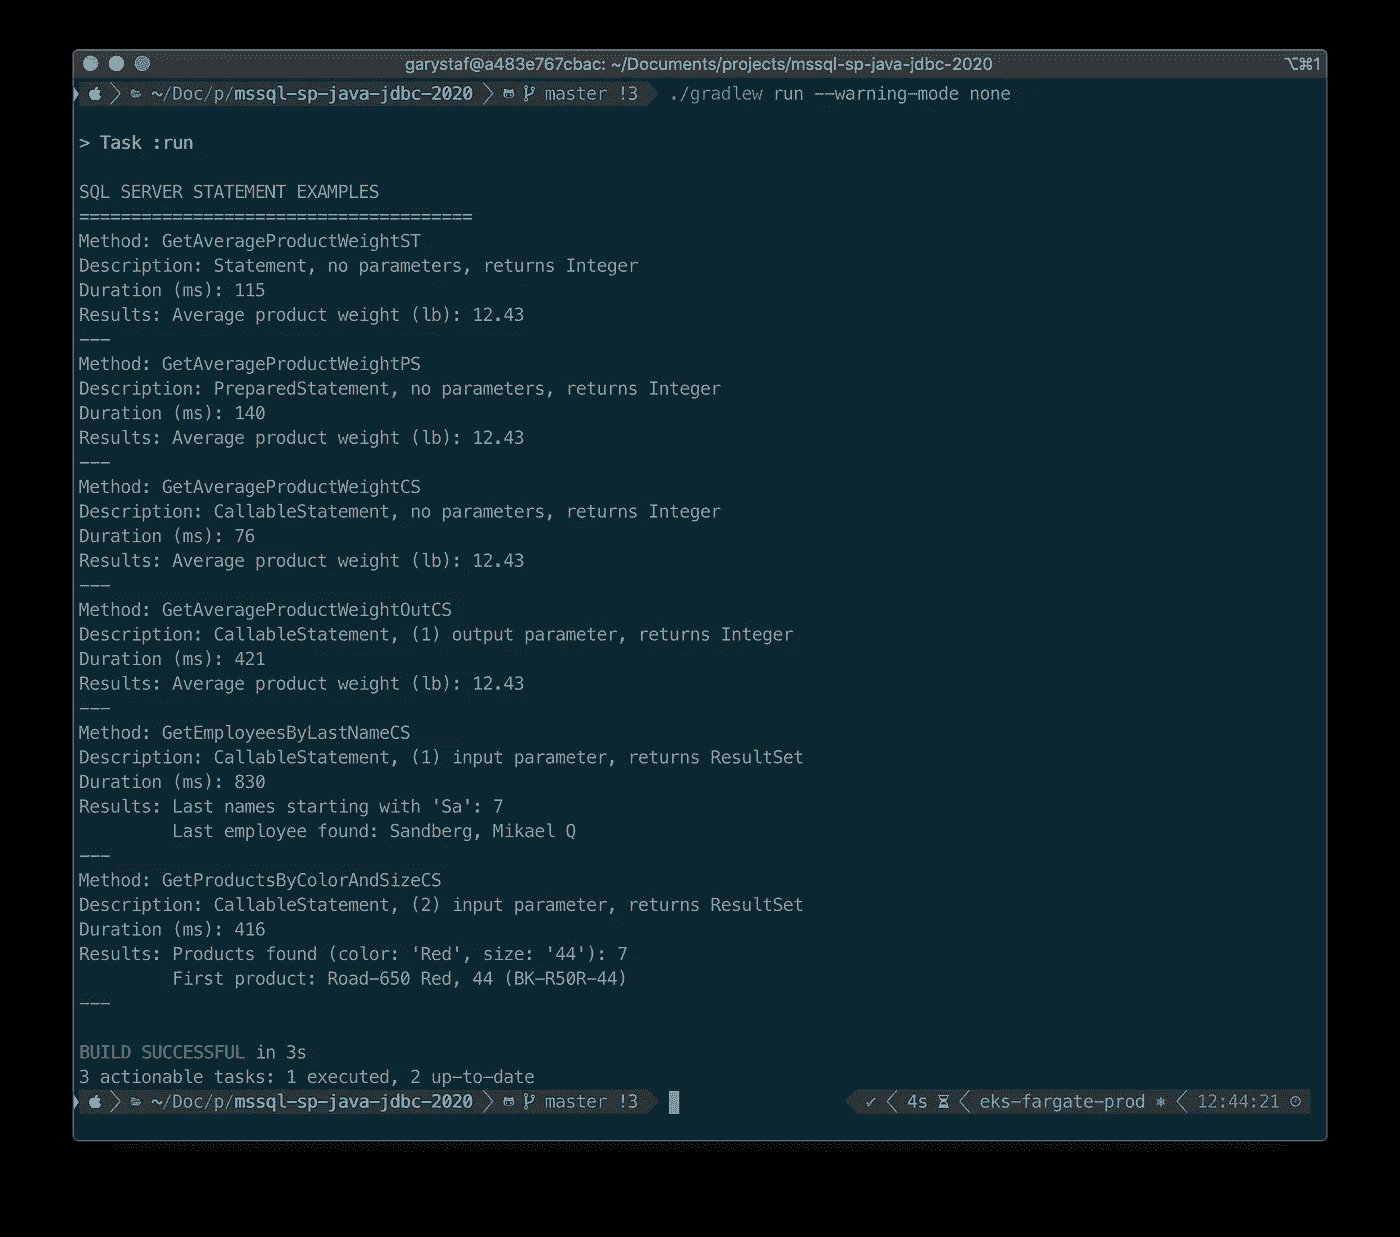 garystaf@a483e767cbac: ~/Documents/projects/mssql-sp-java-jdbc-2020 ⌥⌘1
~/Doc/p/mssql-sp-java-jdbc-2020 master !3 ./gradlew run --warning-mode none
> Task :run
SQL SERVER STATEMENT EXAMPLES
======================================
Method: GetAverageProductWeightST
Description: Statement, no parameters, returns Integer
Duration (ms): 115
Results: Average product weight (lb): 12.43
---
Method: GetAverageProductWeightPS
Description: PreparedStatement, no parameters, returns Integer
Duration (ms): 140
Results: Average product weight (lb): 12.43
---
Method: GetAverageProductWeightCS
Description: CallableStatement, no parameters, returns Integer
Duration (ms): 76
Results: Average product weight (lb): 12.43
---
Method: GetAverageProductWeightOutCS
Description: CallableStatement, (1) output parameter, returns Integer
Duration (ms): 421
Results: Average product weight (lb): 12.43
---
Method: GetEmployeesByLastNameCS
Description: CallableStatement, (1) input parameter, returns ResultSet
Duration (ms): 830
Results: Last names starting with 'Sa': 7
Last employee found: Sandberg, Mikael Q
---
Method: GetProductsByColorAndSizeCS
Description: CallableStatement, (2) input parameter, returns ResultSet
Duration (ms): 416
Results: Products found (color: 'Red', size: '44'): 7
First product: Road-650 Red, 44 (BK-R50R-44)
---
BUILD SUCCESSFUL in 3s
3 actionable tasks: 1 executed, 2 up-to-date
~/Doc/p/mssql-sp-java-jdbc-2020 master !3 ✓ 4s eks-fargate-prod 12:44:21